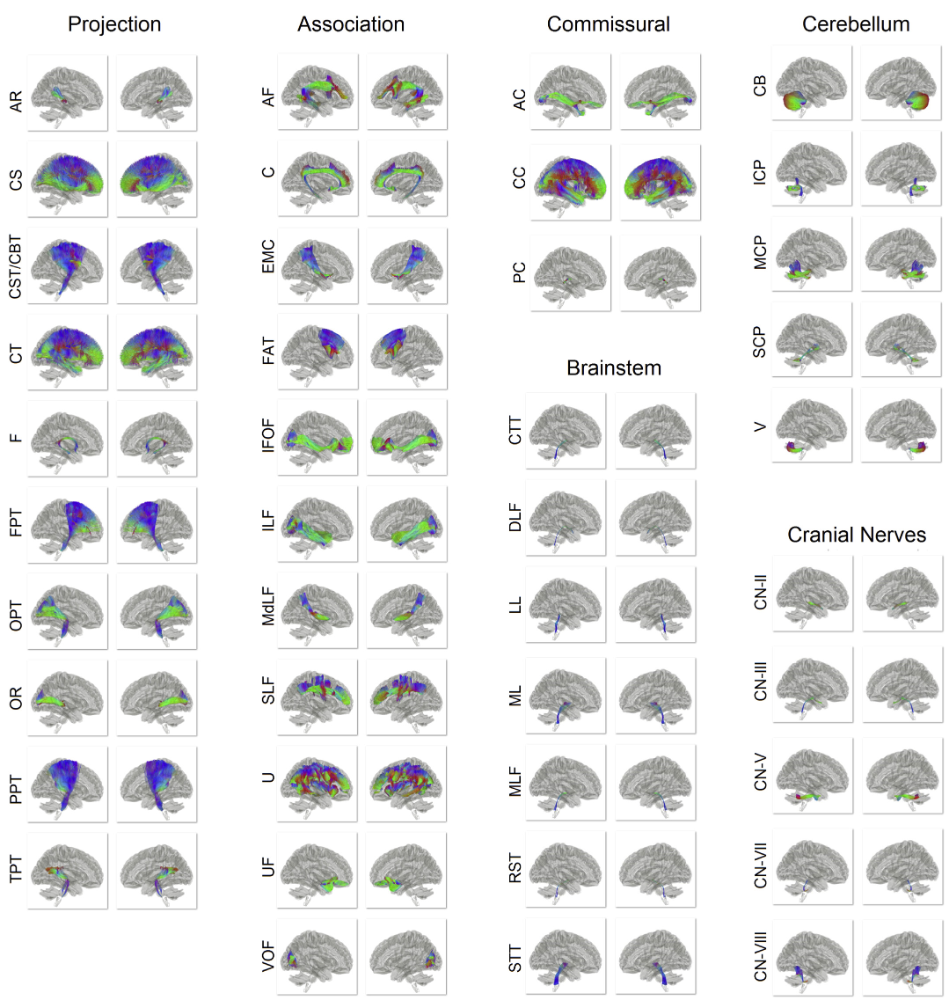 Projection
AR
CS
CST/CBT
CT
F
FPT
OPT
OR
PPT
TPT
Association
AF
C
EMC
FAT
IFOF
ILF
MdLF
SLF
U
UF
VOF
Commissural
AC
CC
PC
Brainstem
CTT
DLF
LL
ML
MLF
RST
STT
Cerebellum
CB
ICP
MCP
SCP
V
Cranial Nerves
CN-II
CN-III
CN-V
CN-VII
CN-VIII